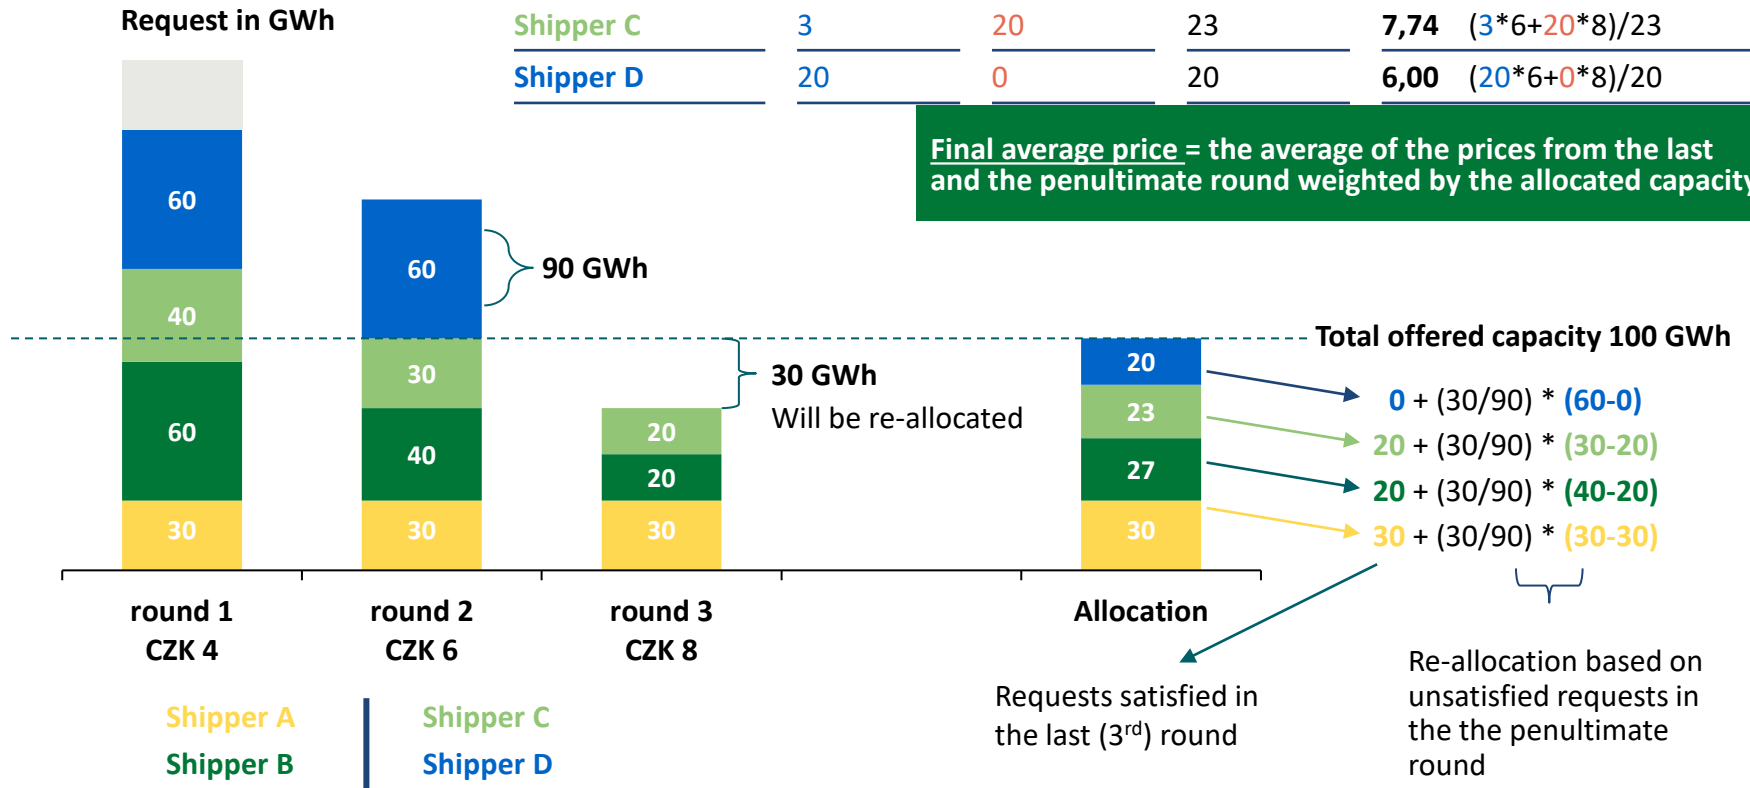 Request in GWh
Shipper C 3 20 23 7,74 (3*6+20*8)/23
Shipper D 20 0 20 6,00 (20*6+0*8)/20
Final average price = the average of the prices from the last
and the penultimate round weighted by the allocated capacity
60
40
60
30
60
30
40
30
90 GWh
20
20
30
30 GWh
Will be re-allocated
20
23
27
30
Total offered capacity 100 GWh
0 + (30/90) * (60-0)
20 + (30/90) * (30-20)
20 + (30/90) * (40-20)
30 + (30/90) * (30-30)
round 1
CZK 4
round 2
CZK 6
round 3
CZK 8
Allocation
Requests satisfied in
the last (3rd) round
Re-allocation based on
unsatisfied requests in
the the penultimate
round
Shipper A
Shipper B
Shipper C
Shipper D